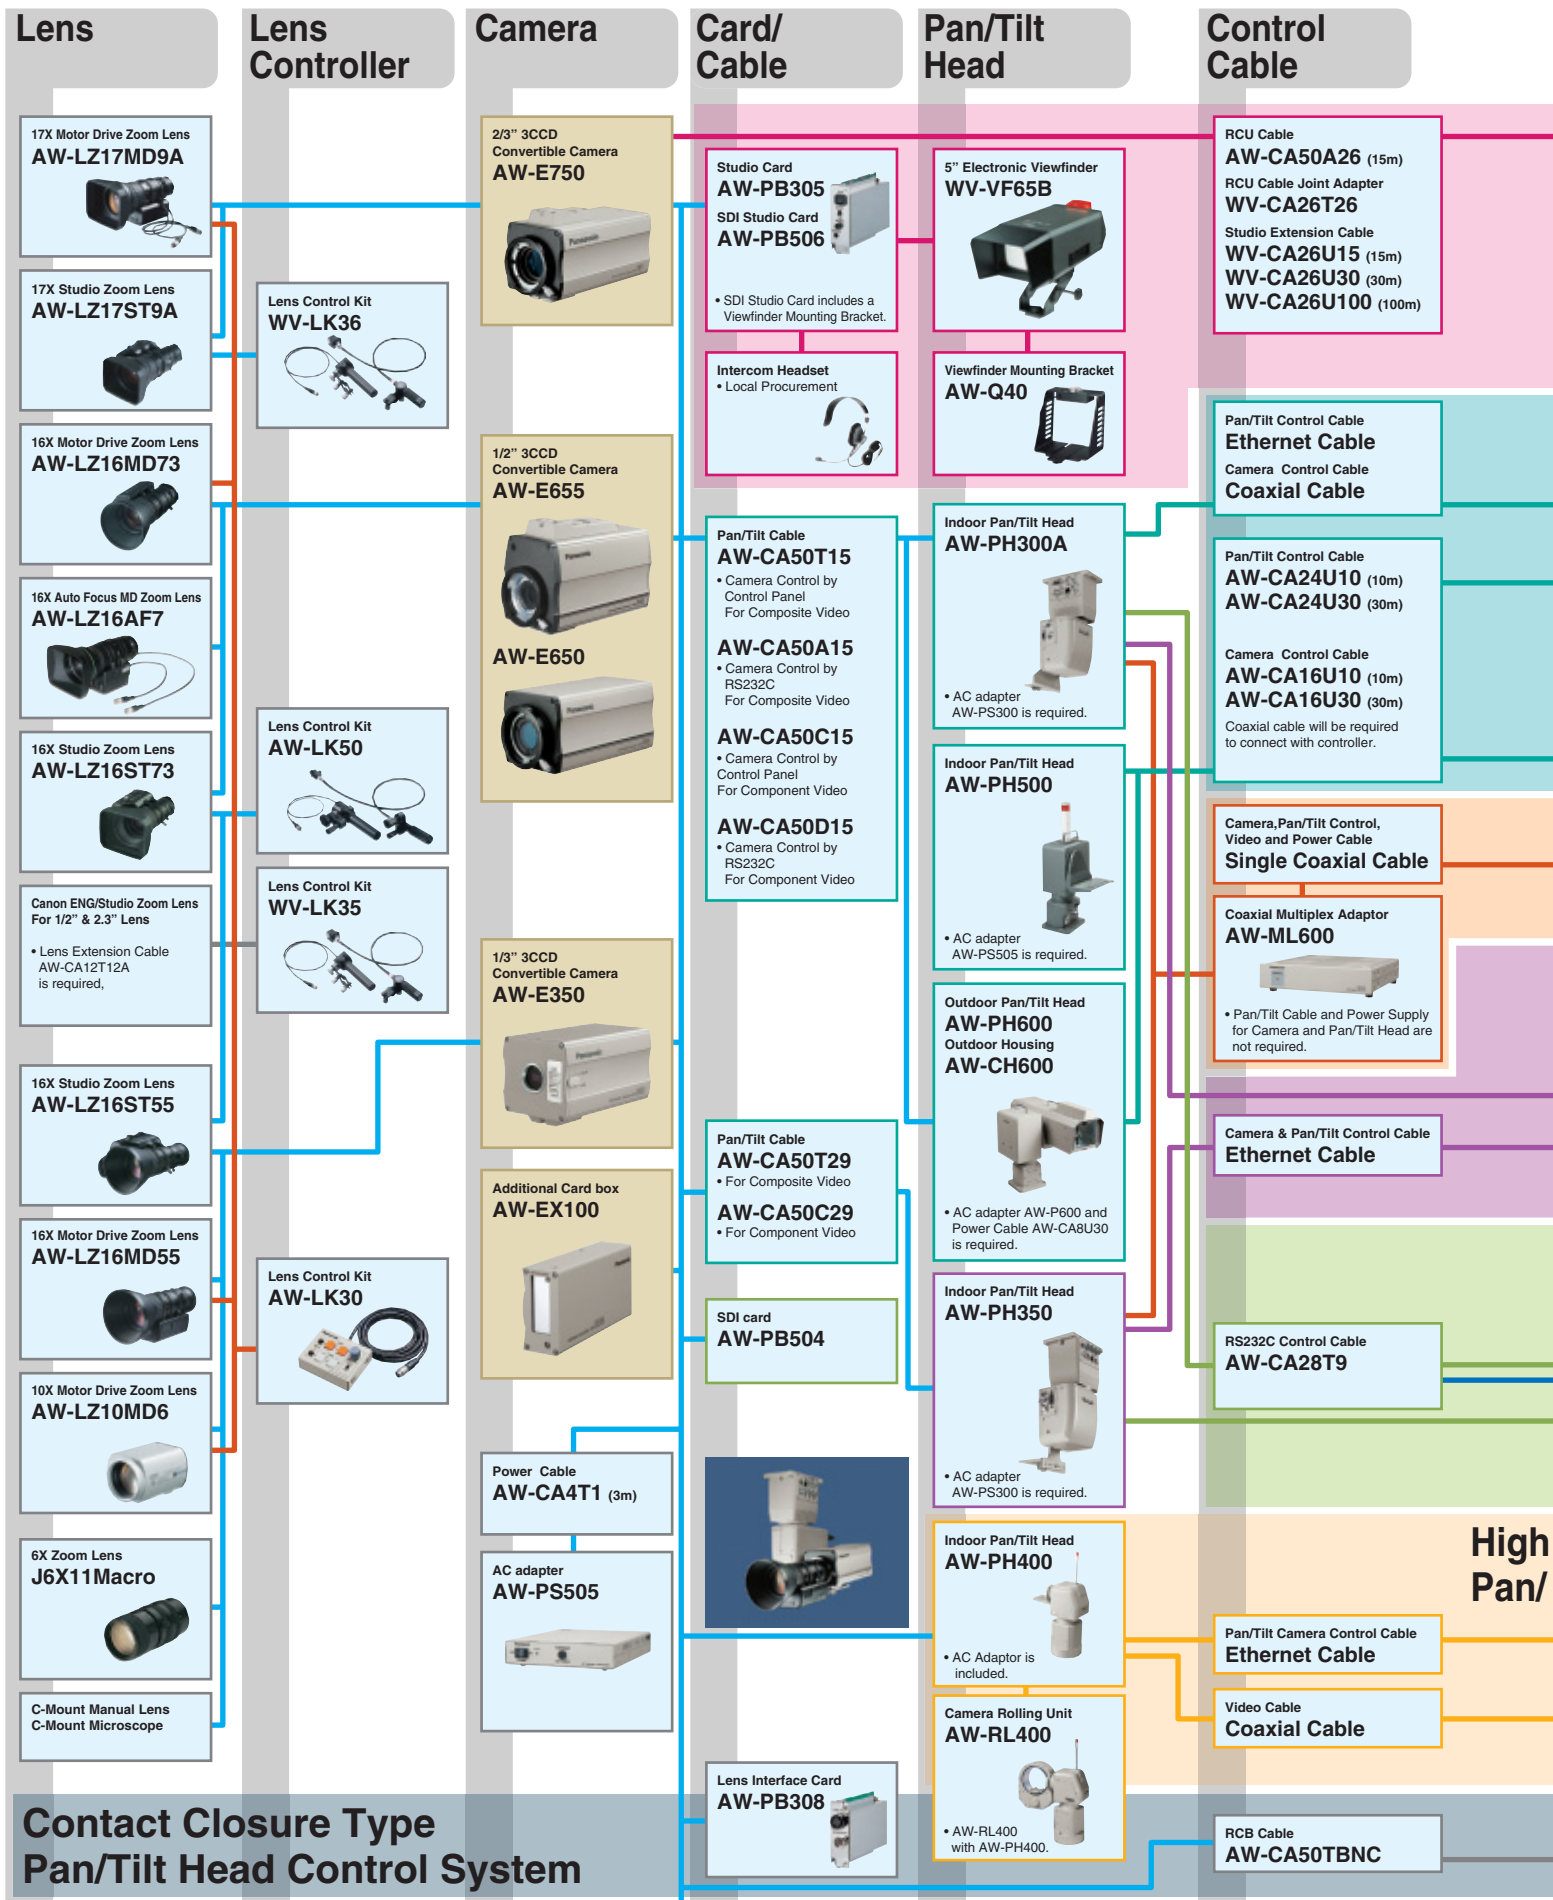 Lens
Lens
Controller
Camera
Card/
Cable
Pan/Tilt
Head
Control
Cable
17X Motor Drive Zoom Lens
AW-LZ17MD9A
17X Studio Zoom Lens
AW-LZ17ST9A
16X Motor Drive Zoom Lens
AW-LZ16MD73
16X Auto Focus MD Zoom Lens
AW-LZ16AF7
16X Studio Zoom Lens
AW-LZ16ST73
Canon ENG/Studio Zoom Lens
For 1/2” & 2.3” Lens
• Lens Extension Cable
AW-CA12T12A
is required,
16X Studio Zoom Lens
AW-LZ16ST55
16X Motor Drive Zoom Lens
AW-LZ16MD55
10X Motor Drive Zoom Lens
AW-LZ10MD6
6X Zoom Lens
J6X11Macro
C-Mount Manual Lens
C-Mount Microscope
Lens Control Kit
WV-LK36
Lens Control Kit
AW-LK50
Lens Control Kit
WV-LK35
Lens Control Kit
AW-LK30
2/3” 3CCD
Convertible Camera
AW-E750
Panasonic
1/2” 3CCD
Convertible Camera
AW-E655
Panasonic
AW-E650
Panasonic
1/3” 3CCD
Convertible Camera
AW-E350
Panasonic
Additional Card box
AW-EX100
Panasonic
Power Cable
AW-CA4T1 (3m)
AC adapter
AW-PS505
Studio Card
AW-PB305
SDI Studio Card
AW-PB506
• SDI Studio Card includes a
Viewfinder Mounting Bracket.
Intercom Headset
• Local Procurement
Pan/Tilt Cable
AW-CA50T15
• Camera Control by
Control Panel
For Composite Video
AW-CA50A15
• Camera Control by
RS232C
For Composite Video
AW-CA50C15
• Camera Control by
Control Panel
For Component Video
AW-CA50D15
• Camera Control by
RS232C
For Component Video
Pan/Tilt Cable
AW-CA50T29
• For Composite Video
AW-CA50C29
• For Component Video
SDI card
AW-PB504
Lens Interface Card
AW-PB308
5” Electronic Viewfinder
WV-VF65B
Viewfinder Mounting Bracket
AW-Q40
Indoor Pan/Tilt Head
AW-PH300A
• AC adapter
AW-PS300 is required.
Indoor Pan/Tilt Head
AW-PH500
• AC adapter
AW-PS505 is required.
Outdoor Pan/Tilt Head
AW-PH600
Outdoor Housing
AW-CH600
• AC adapter AW-P600 and
Power Cable AW-CA8U30
is required.
Indoor Pan/Tilt Head
AW-PH350
• AC adapter
AW-PS300 is required.
Indoor Pan/Tilt Head
AW-PH400
• AC Adaptor is
included.
Camera Rolling Unit
AW-RL400
• AW-RL400
with AW-PH400.
RCU Cable
AW-CA50A26 (15m)
RCU Cable Joint Adapter
WV-CA26T26
Studio Extension Cable
WV-CA26U15 (15m)
WV-CA26U30 (30m)
WV-CA26U100 (100m)
Pan/Tilt Control Cable
Ethernet Cable
Camera Control Cable
Coaxial Cable
Pan/Tilt Control Cable
AW-CA24U10 (10m)
AW-CA24U30 (30m)
Camera Control Cable
AW-CA16U10 (10m)
AW-CA16U30 (30m)
Coaxial cable will be required
to connect with controller.
Camera,Pan/Tilt Control,
Video and Power Cable
Single Coaxial Cable
Coaxial Multiplex Adaptor
AW-ML600
• Pan/Tilt Cable and Power Supply
for Camera and Pan/Tilt Head are
not required.
Camera & Pan/Tilt Control Cable
Ethernet Cable
RS232C Control Cable
AW-CA28T9
High
Pan/
Pan/Tilt Camera Control Cable
Ethernet Cable
Video Cable
Coaxial Cable
RCB Cable
AW-CA50TBNC
Contact Closure Type
Pan/Tilt Head Control System